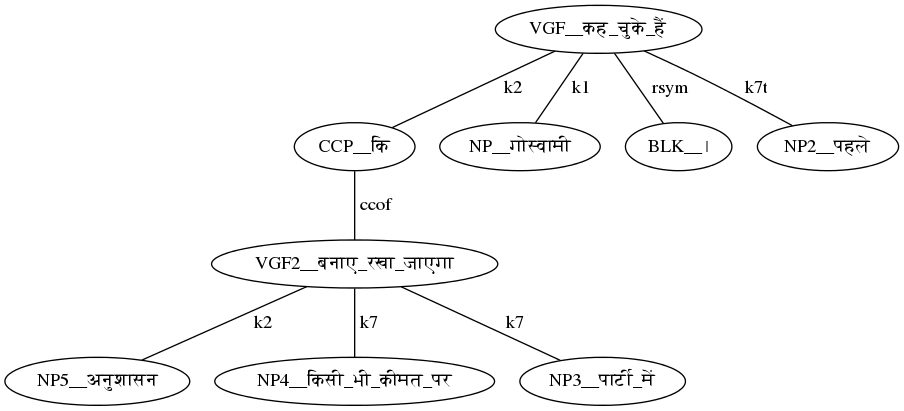 VGF__कह_चुके_हैं
k2 k1 rsym k7t
CCP__कि NP__गोस्वामी BLK__। NP2__पहले
ccof
VGF2__बनाए_रखा_जाएगा
k2 k7 k7
NP5__अनुशासन NP4__किसी_भी_कीमत_पर NP3__पार्टी_में